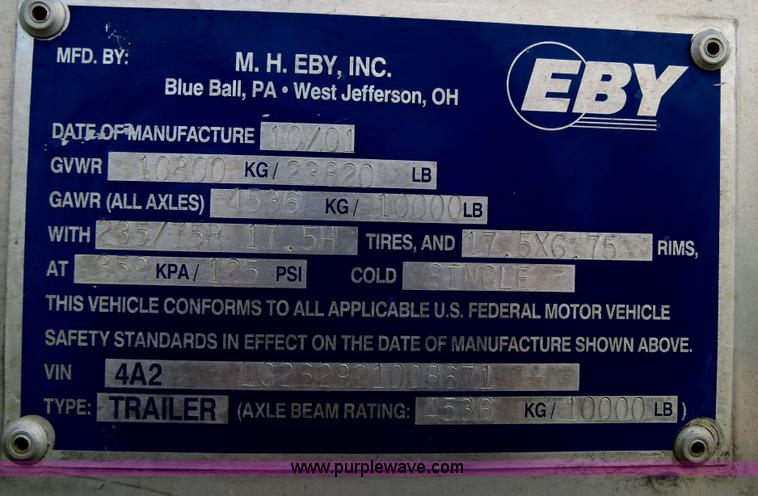 MFD. BY: M. H. EBY, INC.
Blue Ball, PA • West Jefferson, OH
EBY
DATE OF MANUFACTURE 10/01
GVWR 10800 KG/ 23820 LB
GAWR (ALL AXLES) 4536 KG/ 10000 LB
WITH 235/75R 17.5H TIRES, AND 17.5X6.75 RIMS,
AT KPA/ 125 PSI COLD SINGLE
THIS VEHICLE CONFORMS TO ALL APPLICABLE U.S. FEDERAL MOTOR VEHICLE
SAFETY STANDARDS IN EFFECT ON THE DATE OF MANUFACTURE SHOWN ABOVE.
VIN 4A2
TYPE: TRAILER (AXLE BEAM RATING: 4536 KG/ 10000 LB)
www.purplewave.com